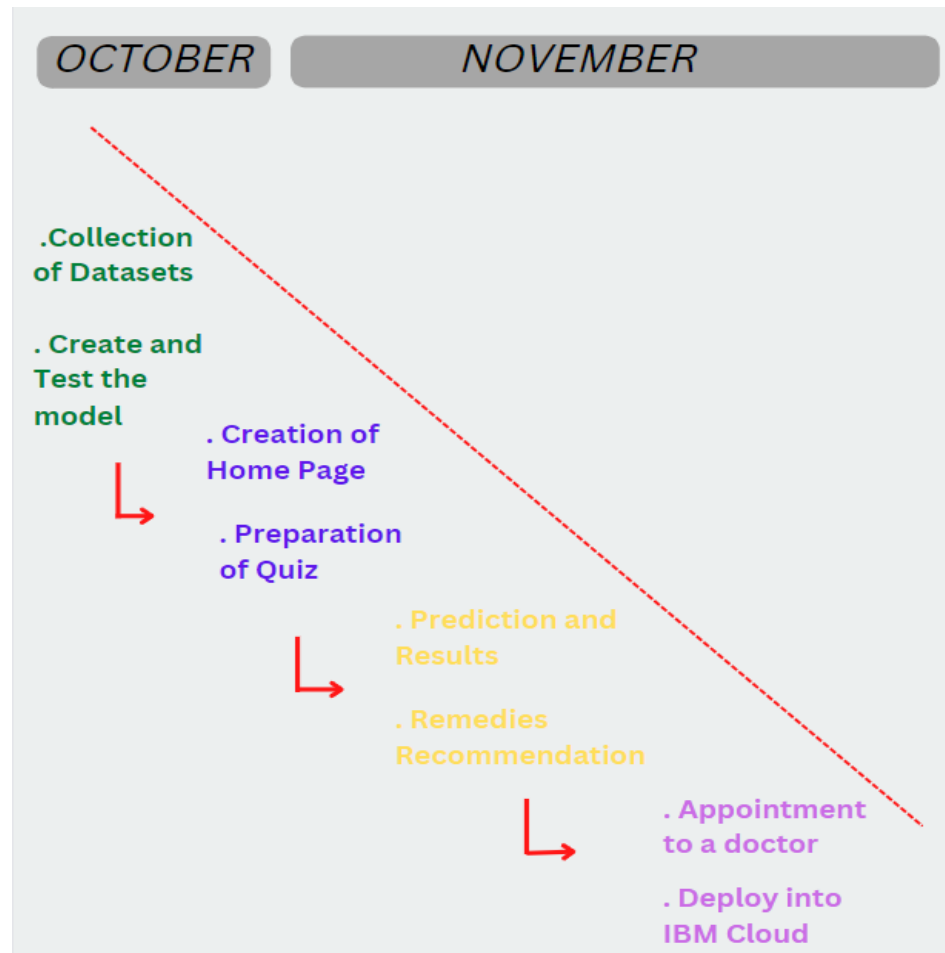 OCTOBER
NOVEMBER
.Collection
of Datasets
. Create and
Test the
model
. Creation of
Home Page
. Preparation
of Quiz
. Prediction and
Results
. Remedies
Recommendation
. Appointment
to a doctor
. Deploy into
IBM Cloud